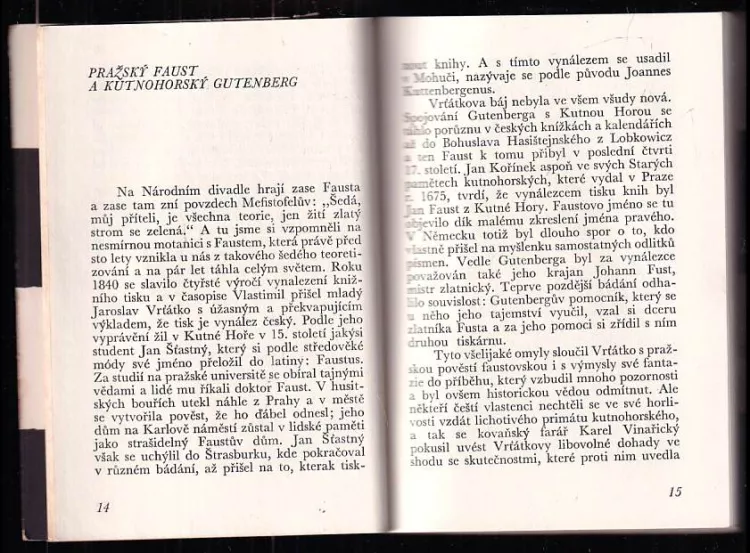 PRAŽSKÝ FAUST
A KUTNOHORSKÝ GUTENBERG
Na Národním divadle hrají zase Fausta
a zase tam zní povzdech Mefistofelův: „Šedá,
můj příteli, je všechna teorie, jen žití zlatý
strom se zelená.“ A tu jsme si vzpomněli na
nesmírnou motanici s Faustem, která právě před
sto lety vznikla u nás z takového šedého teoreti-
zování a na pár let táhla celým světem. Roku
1840 se slavilo čtyřsté výročí vynalezení kniž-
ního tisku a v časopise Vlastimil přišel mladý
Jaroslav Vrťátko s úžasným a překvapujícím
výkladem, že tisk je vynález český. Podle jeho
vyprávění žil v Kutné Hoře v 15. století jakýsi
student Jan Šťastný, který si podle středověké
módy své jméno přeložil do latiny: Faustus.
Za studií na pražské universitě se obíral tajnými
vědami a lidé mu říkali doktor Faust. V husit-
ských bouřích utekl náhle z Prahy a v městě
se vytvořila pověst, že ho ďábel odnesl; jeho
dům na Karlově náměstí zůstal v lidské paměti
jako strašidelný Faustův dům. Jan Šťastný
však se uchýlil do Štrasburku, kde pokračoval
v různém bádání, až přišel na to, kterak tisk-
14
nout knihy. A s tímto vynálezem se usadil
v Mohuči, nazývaje se podle původu Joannes
Kuttenbergenus.
Vrťátkova báj nebyla ve všem všudy nová.
Spojování Gutenberga s Kutnou Horou se
táhlo porůznu v českých knížkách a kalendářích
až do Bohuslava Hasištejnského z Lobkowicz
a ten Faust k tomu přibyl v poslední čtvrti
17. století. Jan Kořínek aspoň ve svých Starých
pamětech kutnohorských, které vydal v Praze
r. 1675, tvrdí, že vynálezcem tisku knih byl
Jan Faust z Kutné Hory. Faustovo jméno se tu
objevilo dík malému zkreslení jména pravého.
V Německu totiž byl dlouho spor o to, kdo
vlastně přišel na myšlenku samostatných odlitků
písmen. Vedle Gutenberga byl za vynálezce
považován také jeho krajan Johann Fust,
mistr zlatnický. Teprve pozdější bádání odha-
lilo souvislost: Gutenbergův pomocník, který se
u něho jeho tajemství vyučil, vzal si dceru
zlatníka Fusta a za jeho pomoci si zřídil s ním
druhou tiskárnu.
Tyto všelijaké omyly sloučil Vrťátko s praž-
skou pověstí faustovskou i s výmysly své fanta-
zie do příběhu, který vzbudil mnoho pozornosti
a byl ovšem historickou vědou odmítnut. Ale
někteří čeští vlastenci nechtěli se ve své horli-
vosti vzdát lichotivého primátu kutnohorského,
a tak se kovaňský farář Karel Vinařický
pokusil uvést Vrťátkovy libovolné dohady ve
shodu se skutečnostmi, které proti nim uvedla
15